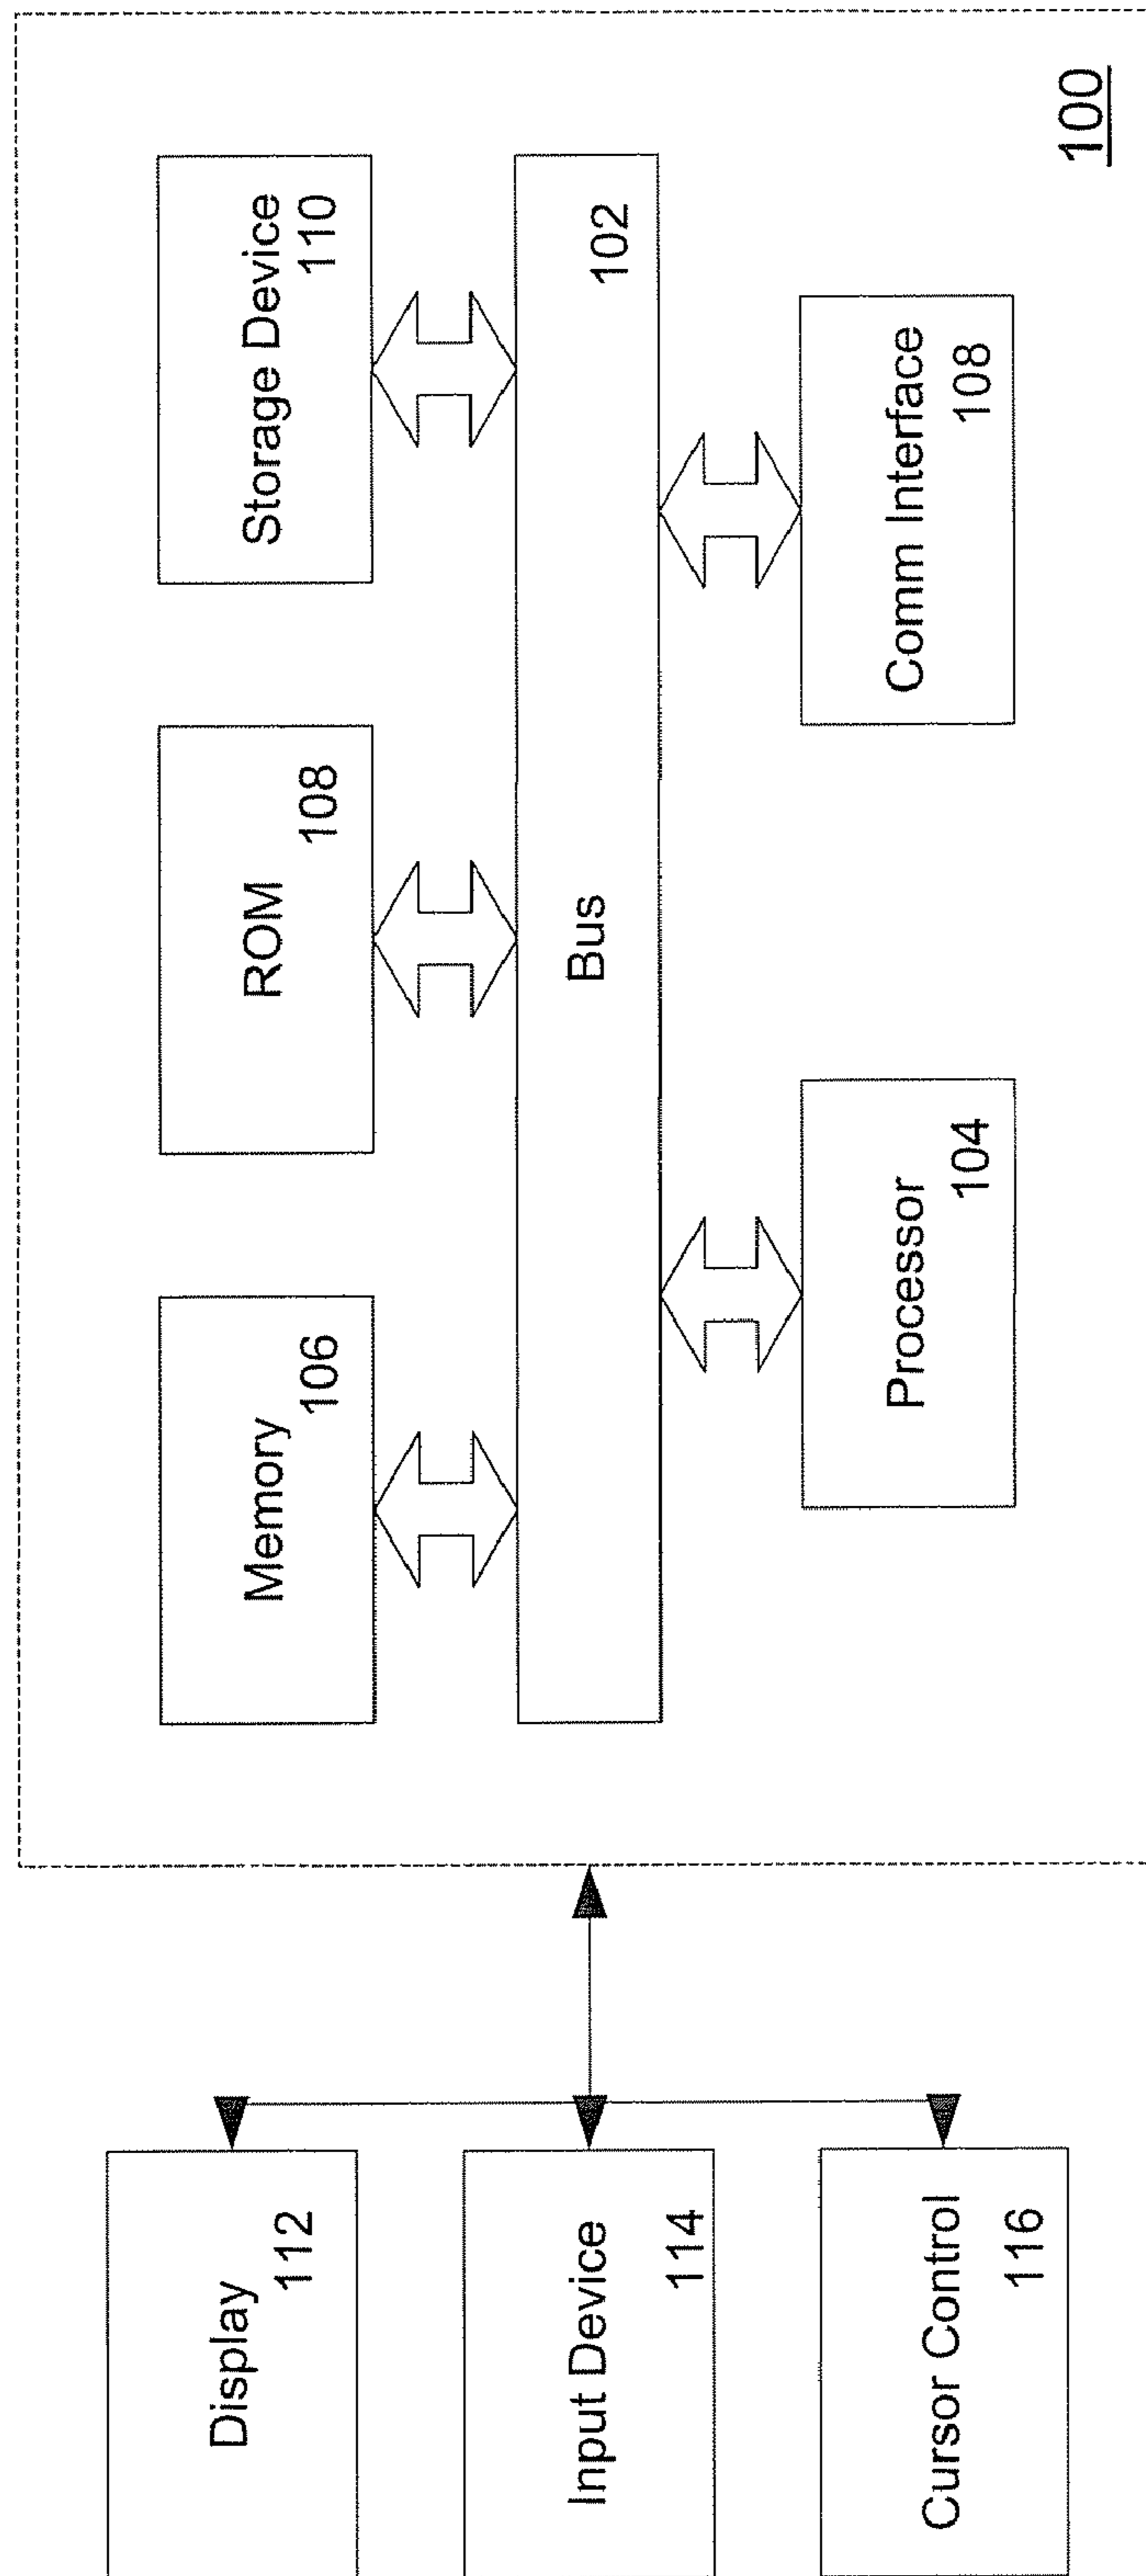 Display
112
Input Device
114
Cursor Control
116
Memory
106
ROM
108
Storage Device
110
Bus
102
Processor
104
Comm Interface
108
100